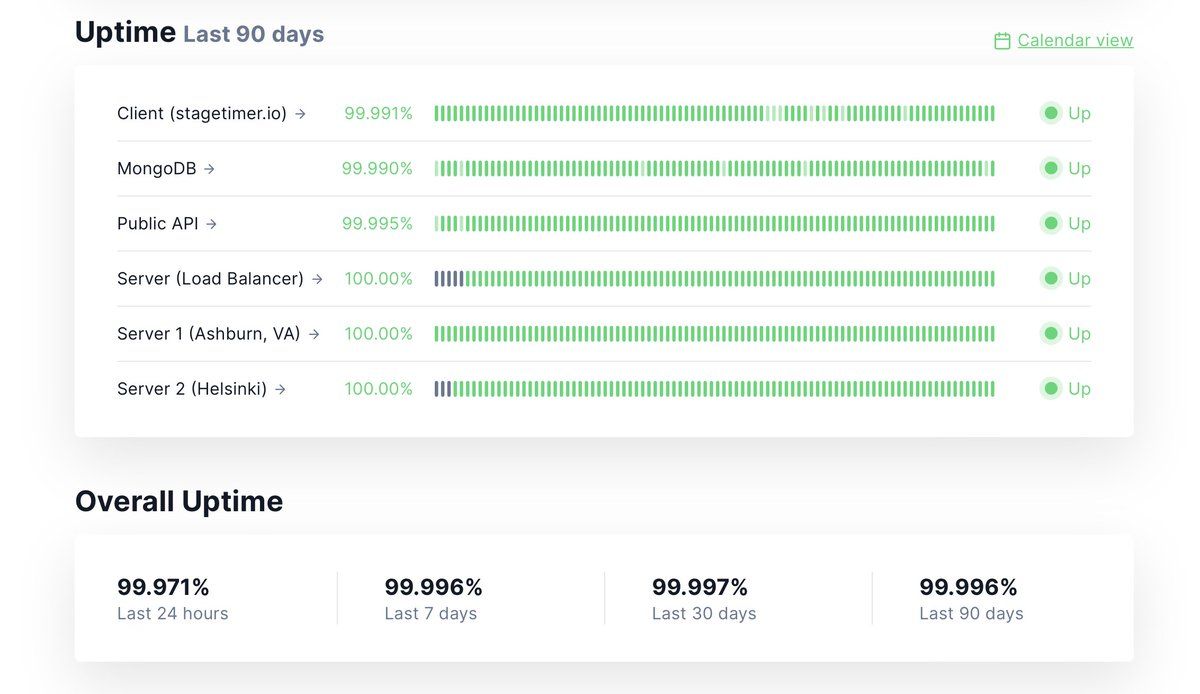 Uptime Last 90 days
Calendar view
Client (stagetimer.io) → 99.991% Up
MongoDB → 99.990% Up
Public API → 99.995% Up
Server (Load Balancer) → 100.00% Up
Server 1 (Ashburn, VA) → 100.00% Up
Server 2 (Helsinki) → 100.00% Up
Overall Uptime
99.971% 99.996% 99.997% 99.996%
Last 24 hours Last 7 days Last 30 days Last 90 days